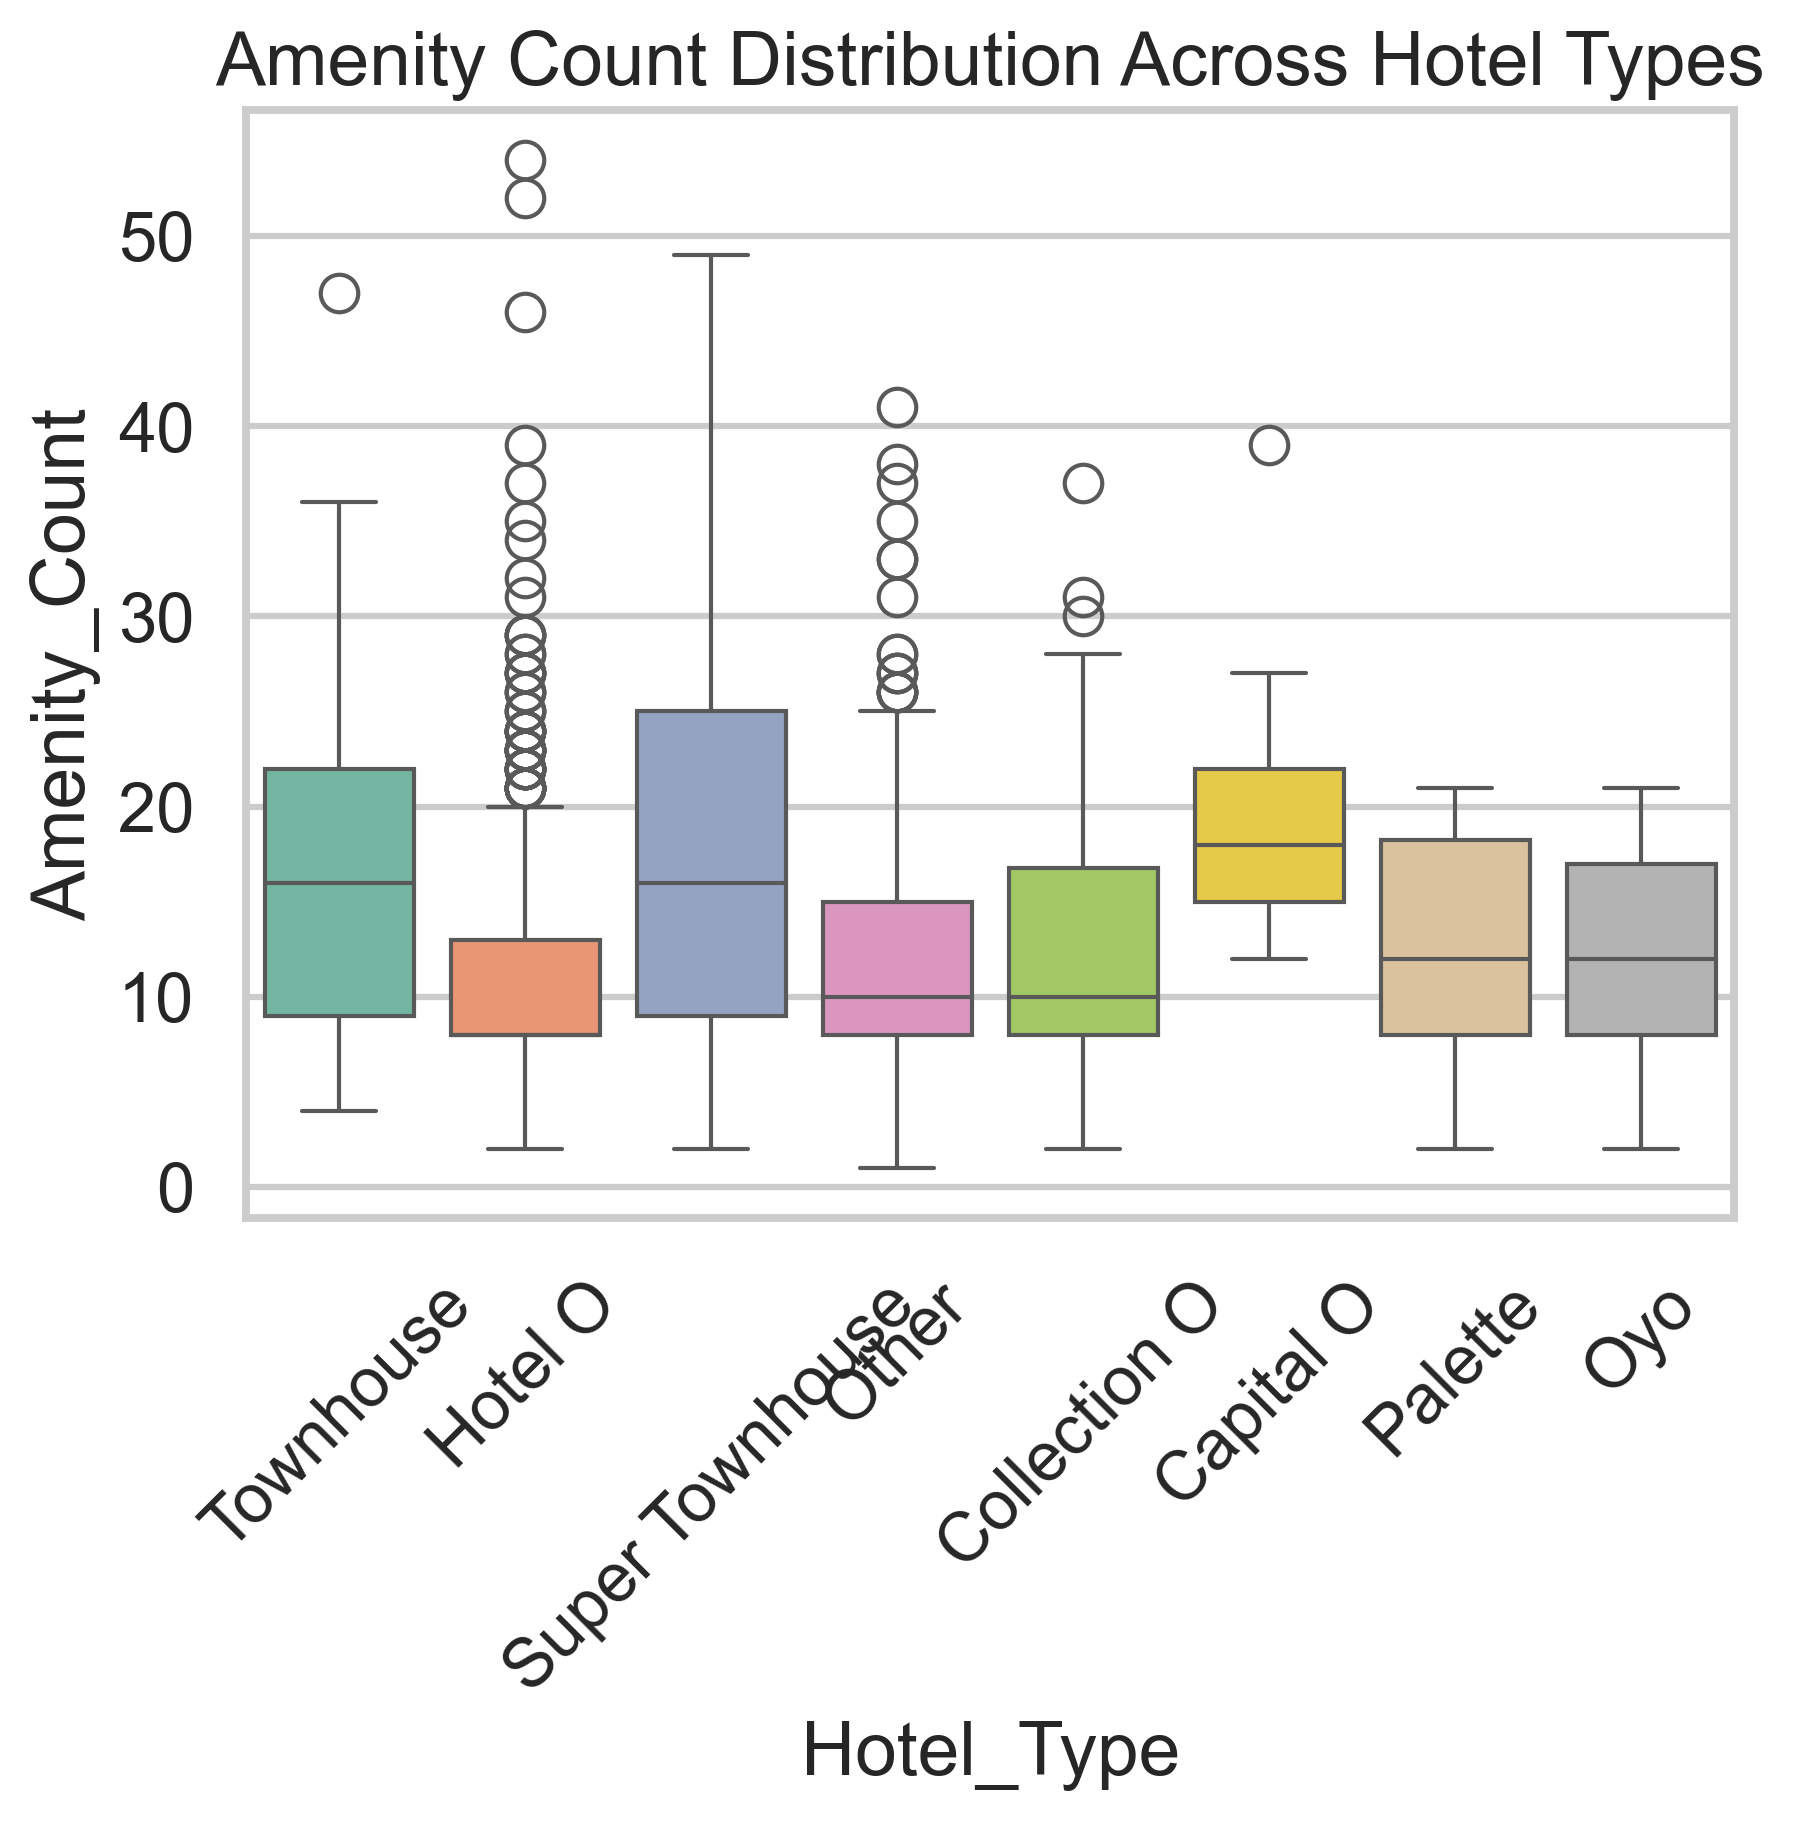 Amenity Count Distribution Across Hotel Types
Amenity_Count
50
40
30
20
10
0
Townhouse
Hotel O
Super Townhouse
Other
Collection O
Capital O
Palette
Oyo
Hotel_Type